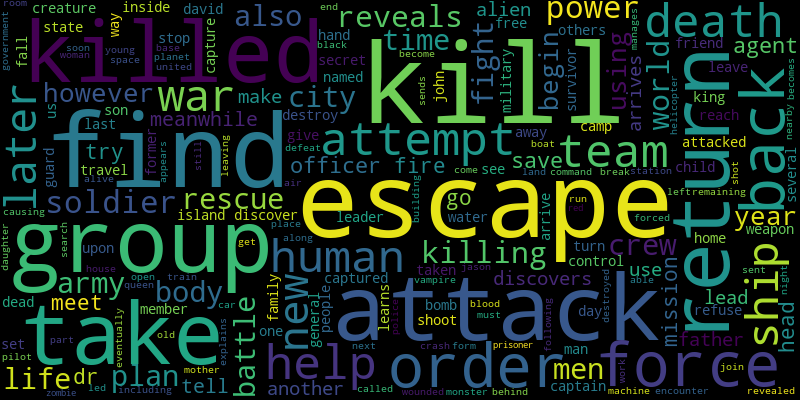 government
room
creature
way
inside
david
state
fall
killed
black
end
hand
secret
stop
capture
also
reveals
alien
time
free
named
kill
sends
john
become
fight
military
power
way
others
begin
survivor
using
arrives
manages
friend
death
agent
leave
world
king
reach
attacked
helicopter
becomes
nearby
however
war
city
young
soon
woman
space
base
planet
united
us
son
last
later
find
meanwhile
make
destroy
give
defeat
attempt
away
boat
camp
save
team
return
back
child
several
shot
guard
try
travel
former
appears
still
leaving
alive
officer fire
air
come
see
land
command
break
station
left
remaining
soldier
rescue
island discover
escape
year
weapon
causing
daughter
search
group
upon
place
get
house
along
leader
water
building
go
arrive
run
red
forced
turn
crew
home
ship
sent
night
human
killing
control
discovers
army
body
new
captured
taken
use
mission
dead
meet
open
queen
train
car
family
people
general
learns
vampire
jason
blood
must
police
bomb
shoot
attack
day
destroyed
able
lead
refuse
head
father
set
pilot
take
member
old
part
eventually
mother
explains
battle
one
next
crash
form
prisoner
following
man
men
order
force
work
join
life
dr
plan
tell
help
another
called
wounded
monster
behind
captain
machine
encounter
revealed
zombie
led
including